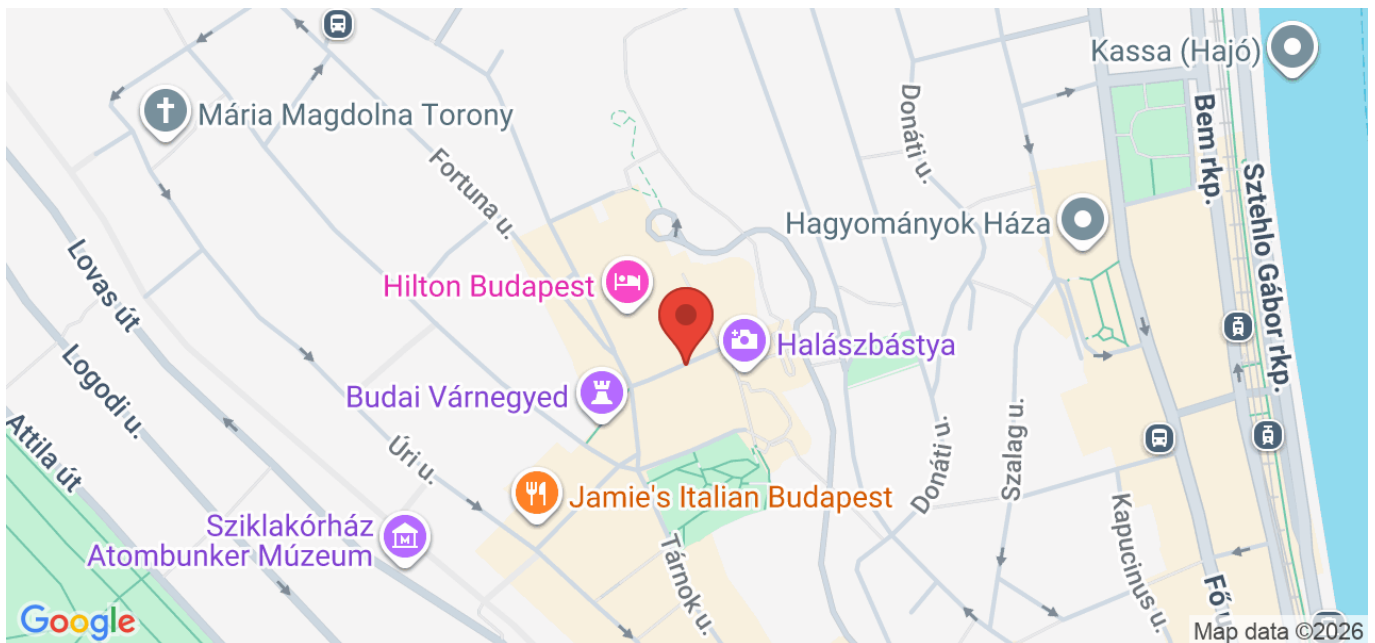 Kassa (Hajó)
Mária Magdolna Torony
Donáti u.
Bem rkp.
Fortuna u.
Sztehlo Gábor rkp.
Hagyományok Háza
Lovas út
Hilton Budapest
Halászbástya
Logodi u.
Budai Várnegyed
Attila út
Úri u.
Donáti u.
Szalag u.
Jamie's Italian Budapest
Sziklakórház
Atombunker Múzeum
M
Tárnok u.
Kapucinus u.
Fő u.
Google
Map data ©2026